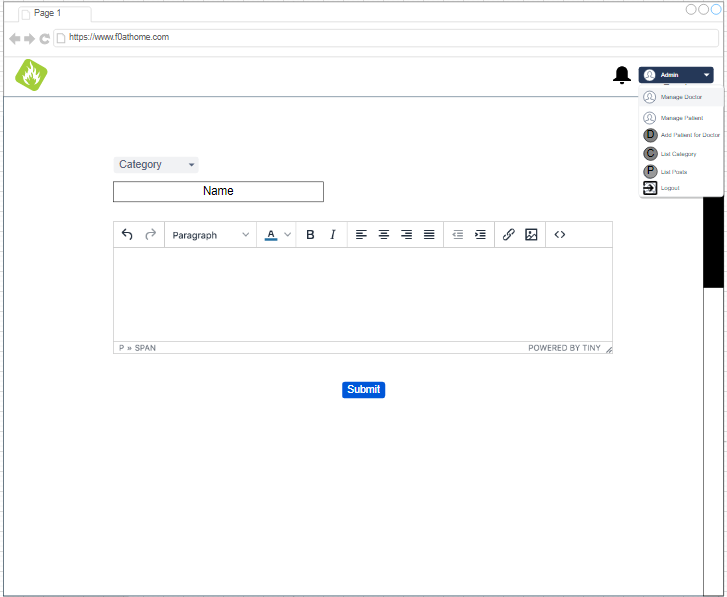 Page 1
https://www.f0athome.com
Admin
Manage Doctor
Manage Patient
D Add Patient for Doctor
C List Category
P List Posts
Logout
Category
Name
Paragraph A B I
P » SPAN POWERED BY TINY
Submit